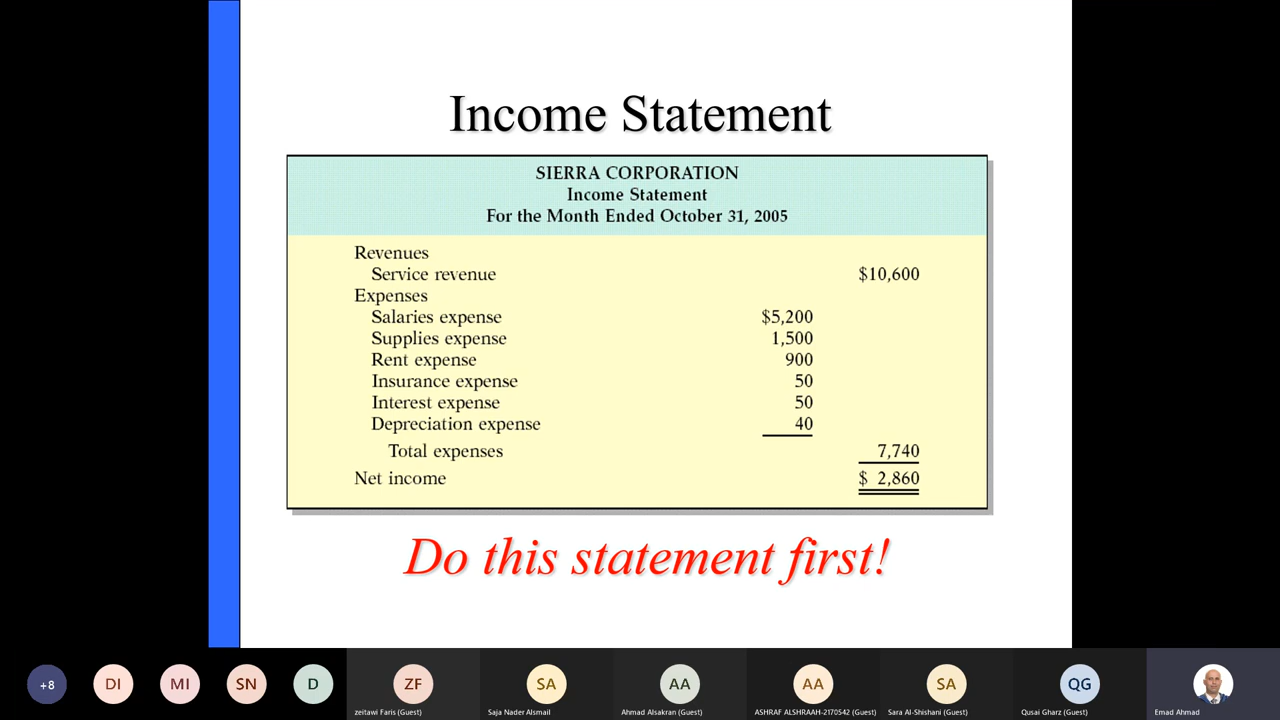 Income Statement
SIERRA CORPORATION
Income Statement
For the Month Ended October 31, 2005
Revenues
Service revenue $10,600
Expenses
Salaries expense $5,200
Supplies expense 1,500
Rent expense 900
Insurance expense 50
Interest expense 50
Depreciation expense 40
Total expenses 7,740
Net income $ 2,860
Do this statement first!
+8 DI MI SN D ZF SA AA AA SA QG
zeitawi Faris (Guest) Saja Nader Alsmail Ahmad Alsakran (Guest) ASHRAF ALSHRAAH-2170542 (Guest) Sara Al-Shishani (Guest) Qusai Gharz (Guest) Emad Ahmad